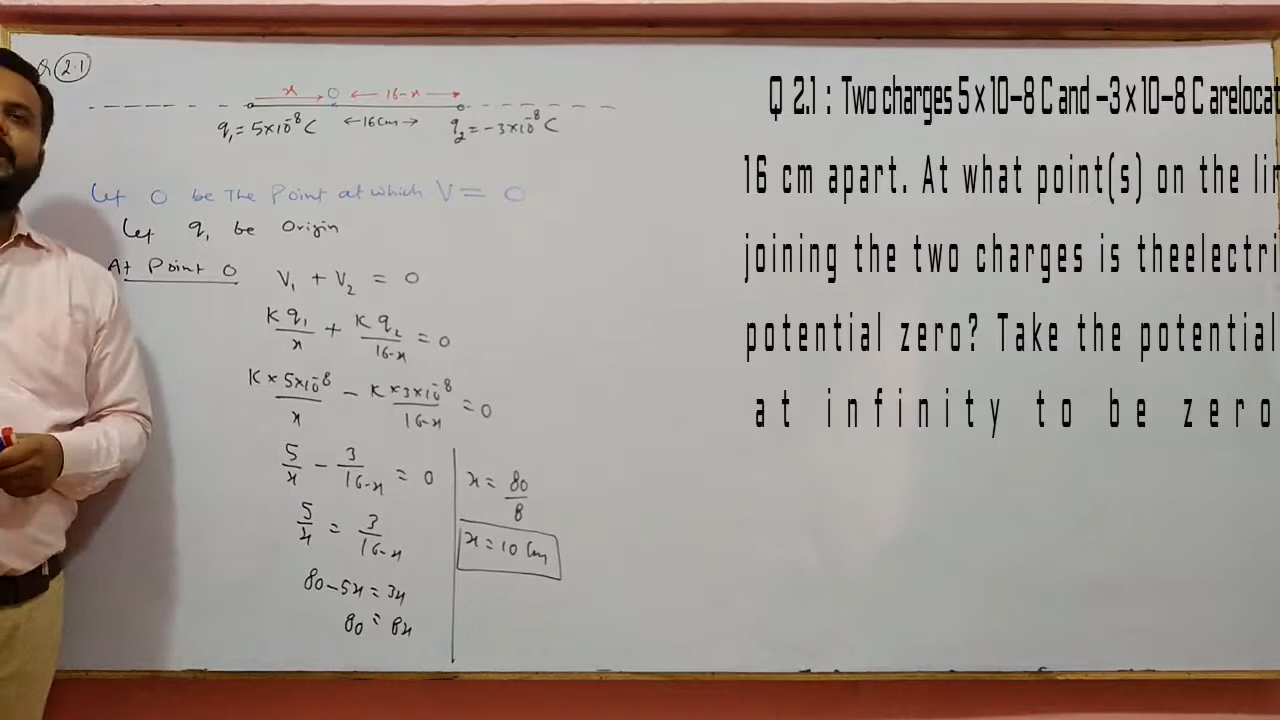 Q 2.1
x O 16-x
q₁ = 5×10⁻⁸ C 16 Cm q₂ = -3×10⁻⁸ C
Let O be the Point at which V = O
Let q₁ be Origin
At Point O V₁ + V₂ = 0
K q₁/x + K q₂/16-x = 0
K × 5×10⁻⁸/x - K × 3×10⁻⁸/16-x = 0
5/x - 3/16-x = 0
5/x = 3/16-x
80 - 5x = 3x
80 = 8x
x = 80/8
x = 10 Cm
Q 2.1 : Two charges 5 × 10–8 C and –3 × 10–8 C arelocat
16 cm apart. At what point(s) on the lin
joining the two charges is theelectri
potential zero? Take the potential
at infinity to be zero